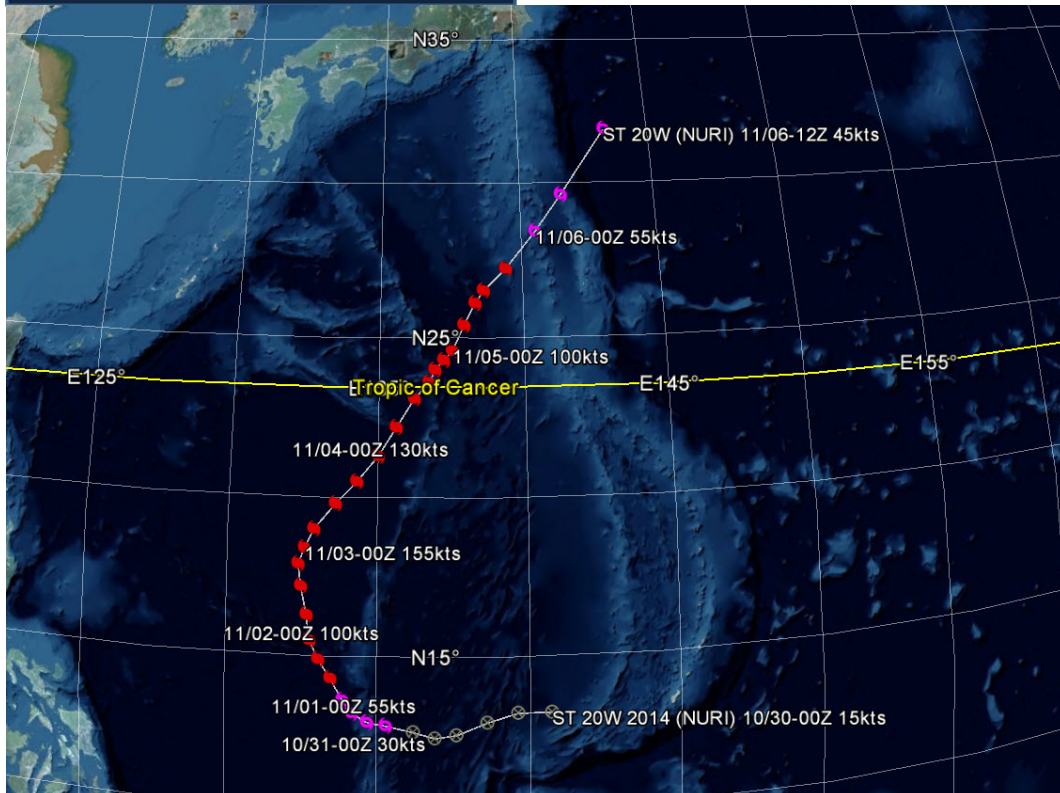 N35°
ST 20W (NURI) 11/06-12Z 45kts
11/06-00Z 55kts
N25°
11/05-00Z 100kts
E125°
Tropic of Cancer
E145°
E155°
11/04-00Z 130kts
11/03-00Z 155kts
11/02-00Z 100kts
N15°
11/01-00Z 55kts
ST 20W 2014 (NURI) 10/30-00Z 15kts
10/31-00Z 30kts